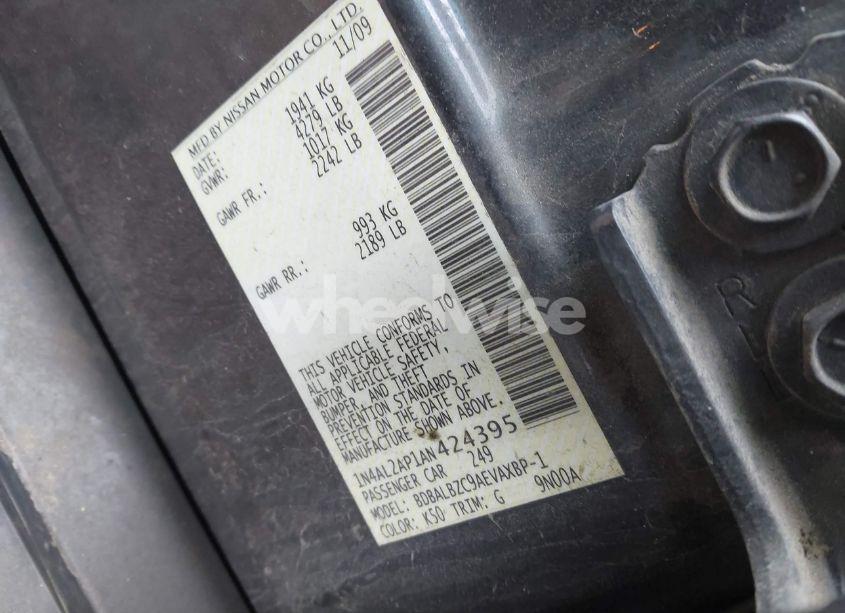 MFD BY NISSAN MOTOR CO., LTD.
DATE: 11/09
GVWR: 1941 KG
4279 LB
GAWR FR.: 1017 KG
2242 LB
GAWR RR.: 993 KG
2189 LB
THIS VEHICLE CONFORMS TO
ALL APPLICABLE FEDERAL
MOTOR VEHICLE SAFETY,
BUMPER, AND THEFT
PREVENTION STANDARDS IN
EFFECT ON THE DATE OF
MANUFACTURE SHOWN ABOVE.
1N4AL2AP1AN424395
PASSENGER CAR 249
MODEL: BDBALBZC9AEVAXBP-1
COLOR: K50 TRIM: G 9N00A
wheelwise
R